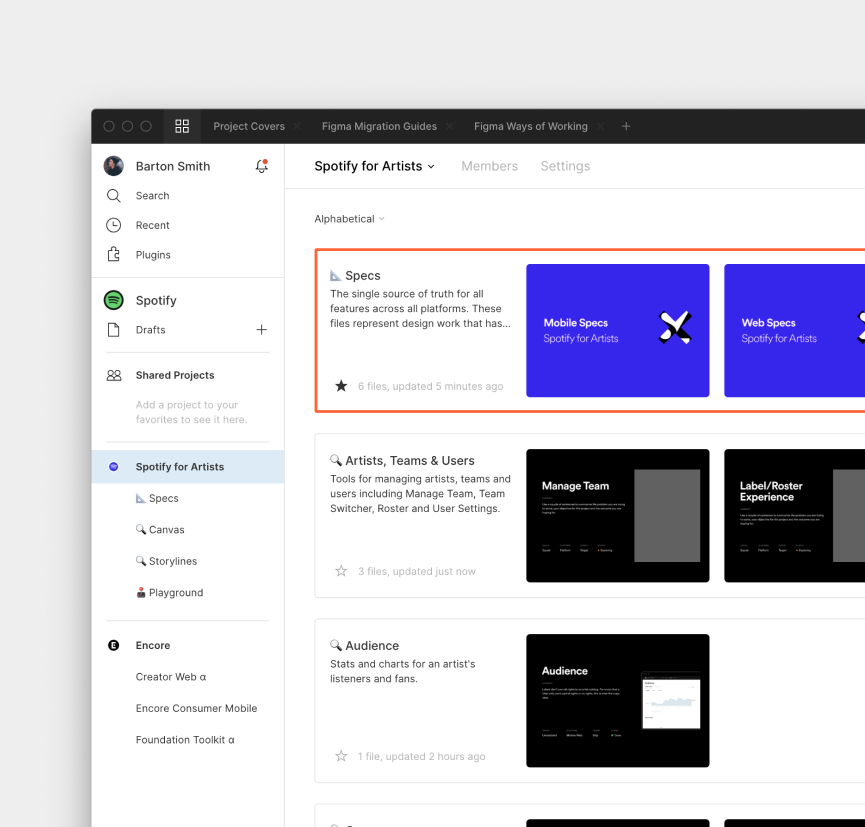 Project Covers
Figma Migration Guides
Figma Ways of Working
Barton Smith
Search
Recent
Plugins
Spotify
Drafts
Shared Projects
Add a project to your
favorites to see it here.
Spotify for Artists
Specs
Canvas
Storylines
Playground
Encore
Creator Web α
Encore Consumer Mobile
Foundation Toolkit α
Spotify for Artists
Members
Settings
Alphabetical
Specs
The single source of truth for all
features across all platforms. These
files represent design work that has...
6 files, updated 5 minutes ago
Mobile Specs
Spotify for Artists
Web Specs
Spotify for Artists
Artists, Teams & Users
Tools for managing artists, teams and
users including Manage Team, Team
Switcher, Roster and User Settings.
3 files, updated just now
Manage Team
Label/Roster
Experience
Audience
Stats and charts for an artist's
listeners and fans.
1 file, updated 2 hours ago
Audience